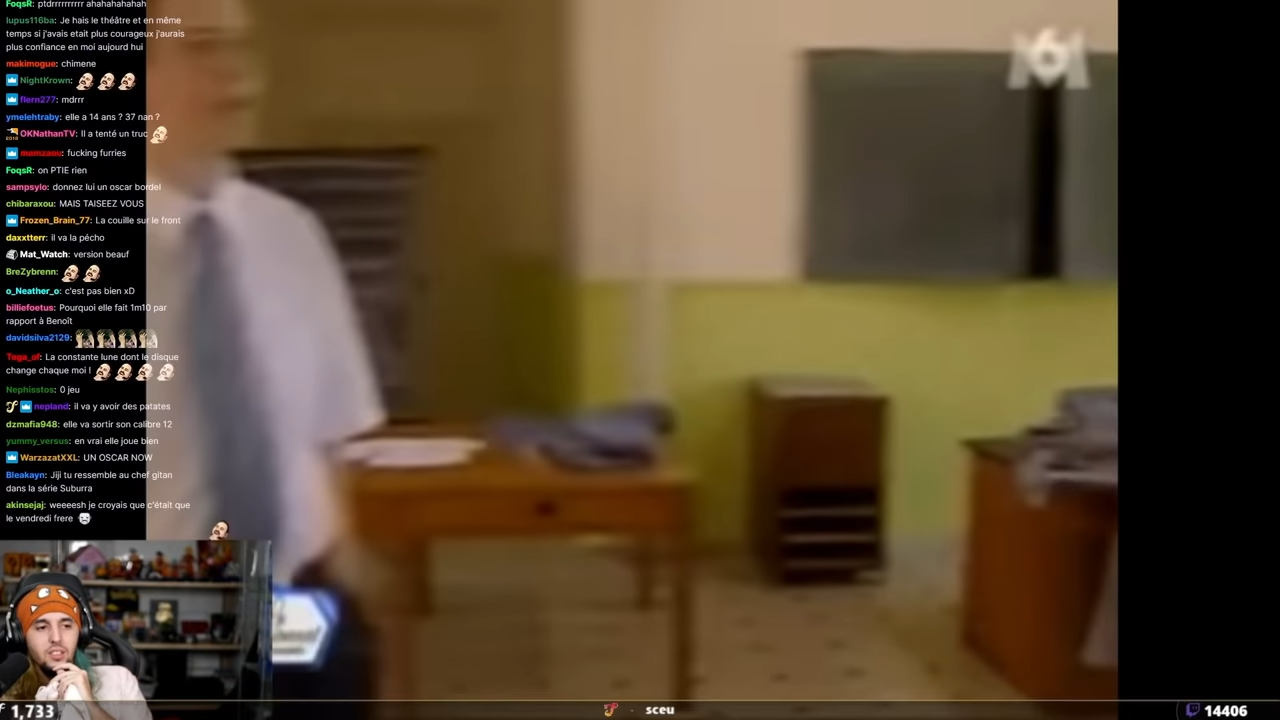 FoqsR: ptdrrrrrrrrr ahahahahahah
lupus116ba: Je hais le théâtre et en même
temps si j'avais etait plus courageux j'aurais
plus confiance en moi aujourd hui
makimogue: chimene
NightKrown:
flern277: mdrrr
ymelehtraby: elle a 14 ans ? 37 nan ?
OKNathanTV: Il a tenté un truc
mamzaou: fucking furries
FoqsR: on PTIE rien
sampsylo: donnez lui un oscar bordel
chibaraxou: MAIS TAISEEZ VOUS
Frozen_Brain_77: La couille sur le front
daxxtterr: il va la pécho
Mat_Watch: version beauf
BreZybrenn:
o_Neather_o: c'est pas bien xD
billiefoetus: Pourquoi elle fait 1m10 par
rapport à Benoît
davidsilva2129:
Tega_of: La constante lune dont le disque
change chaque moi !
Nephisstos: 0 jeu
nepland: il va y avoir des patates
dzmafia948: elle va sortir son calibre 12
yummy_versus: en vrai elle joue bien
WarzazatXXL: UN OSCAR NOW
Bleakayn: Jiji tu ressemble au chef gitan
dans la série Suburra
akinsejaj: weeeesh je croyais que c'était que
le vendredi frere
M6
1,733
sceu
14406